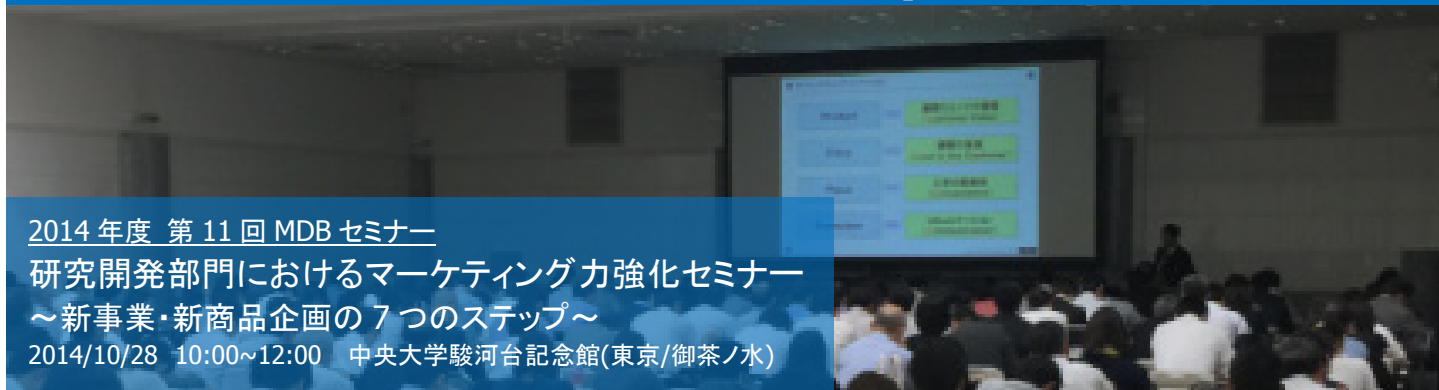 2014 年度 第 11 回 MDB セミナー
研究開発部門におけるマーケティング力強化セミナー
~新事業・新商品企画の 7 つのステップ~
2014/10/28 10:00~12:00 中央大学駿河台記念館(東京/御茶ノ水)